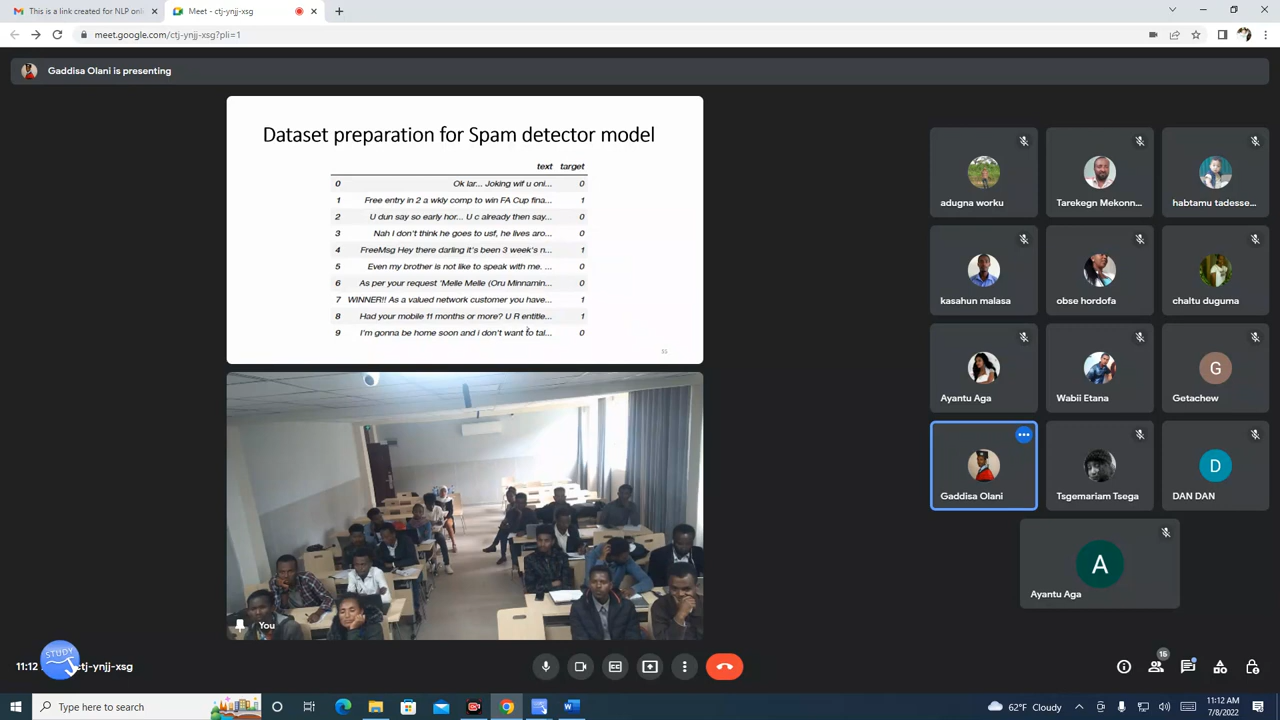 This is a link created for NLP onli
Meet - ctj-ynjj-xsg
meet.google.com/ctj-ynjj-xsg?pli=1
Gaddisa Olani is presenting
Dataset preparation for Spam detector model
text target
0 Ok lar... Joking wif u oni... 0
1 Free entry in 2 a wkly comp to win FA Cup fina... 1
2 U dun say so early hor... U c already then say... 0
3 Nah I don't think he goes to usf, he lives aro... 0
4 FreeMsg Hey there darling it's been 3 week's n... 1
5 Even my brother is not like to speak with me. ... 0
6 As per your request 'Melle Melle (Oru Minnamin... 0
7 WINNER!! As a valued network customer you have... 1
8 Had your mobile 11 months or more? U R entitle... 1
9 I'm gonna be home soon and i don't want to tal... 0
51
You
adugna worku
Tarekegn Mekonn...
habtamu tadesse...
kasahun malasa
obse herdofa
chaltu duguma
Ayantu Aga
Wabii Etana
G
Getachew
Gaddisa Olani
Tsgemariam Tsega
D
DAN DAN
A
Ayantu Aga
11:12
STUDY
ctj-ynjj-xsg
15
Type here to search
62°F Cloudy
11:12 AM
7/8/2022